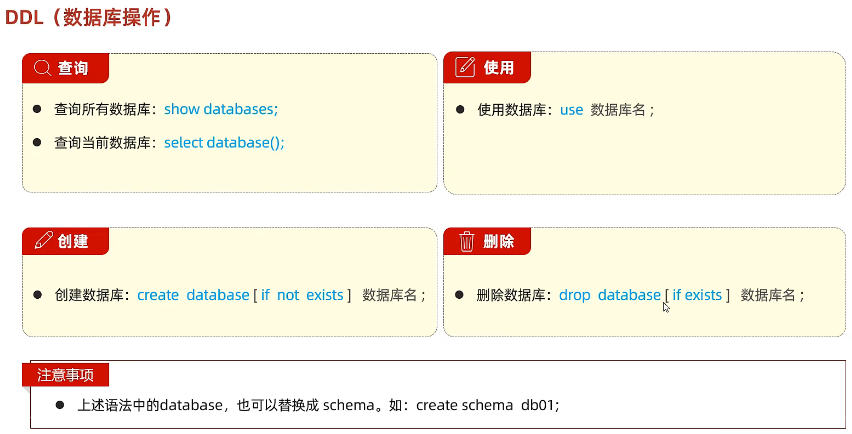 DDL（数据库操作）
查询
查询所有数据库：show databases;
查询当前数据库：select database();
使用
使用数据库：use 数据库名 ;
创建
创建数据库：create database [ if not exists ] 数据库名 ;
删除
删除数据库：drop database [ if exists ] 数据库名 ;
注意事项
上述语法中的database，也可以替换成 schema。如：create schema db01;